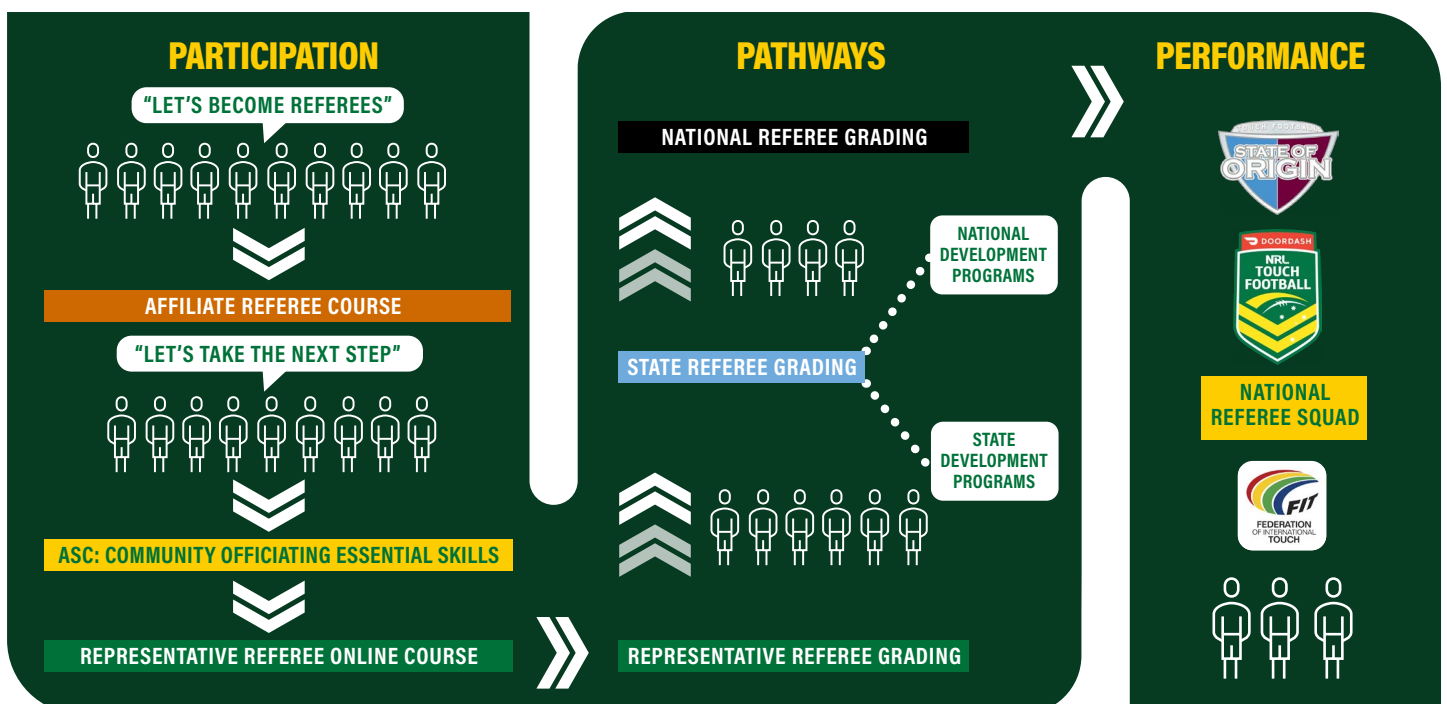 PARTICIPATION
"LET'S BECOME REFEREES"
AFFILIATE REFEREE COURSE
"LET'S TAKE THE NEXT STEP"
ASC: COMMUNITY OFFICIATING ESSENTIAL SKILLS
REPRESENTATIVE REFEREE ONLINE COURSE
PATHWAYS
NATIONAL REFEREE GRADING
NATIONAL
DEVELOPMENT
PROGRAMS
STATE REFEREE GRADING
STATE
DEVELOPMENT
PROGRAMS
REPRESENTATIVE REFEREE GRADING
PERFORMANCE
TOUCH FOOTBALL
STATE OF
ORIGIN
DOORDASH
NRL
TOUCH
FOOTBALL
NATIONAL
REFEREE SQUAD
FIT
FEDERATION
OF INTERNATIONAL
TOUCH